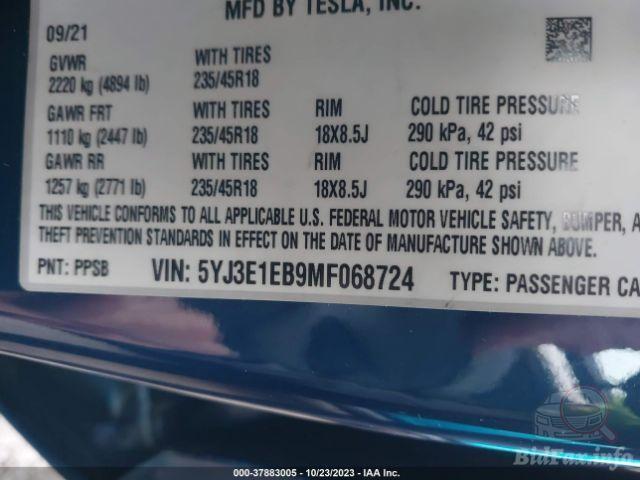 MFD BY TESLA, INC.
09/21
GVWR WITH TIRES
2220 kg (4894 lb) 235/45R18
GAWR FRT WITH TIRES RIM COLD TIRE PRESSURE
1110 kg (2447 lb) 235/45R18 18X8.5J 290 kPa, 42 psi
GAWR RR WITH TIRES RIM COLD TIRE PRESSURE
1257 kg (2771 lb) 235/45R18 18X8.5J 290 kPa, 42 psi
THIS VEHICLE CONFORMS TO ALL APPLICABLE U.S. FEDERAL MOTOR VEHICLE SAFETY, BUMPER, A
THEFT PREVENTION STANDARDS IN EFFECT ON THE DATE OF MANUFACTURE SHOWN ABOVE.
PNT: PPSB VIN: 5YJ3E1EB9MF068724 TYPE: PASSENGER CA
BidFax.info
000-37883005 - 10/23/2023 - IAA Inc.